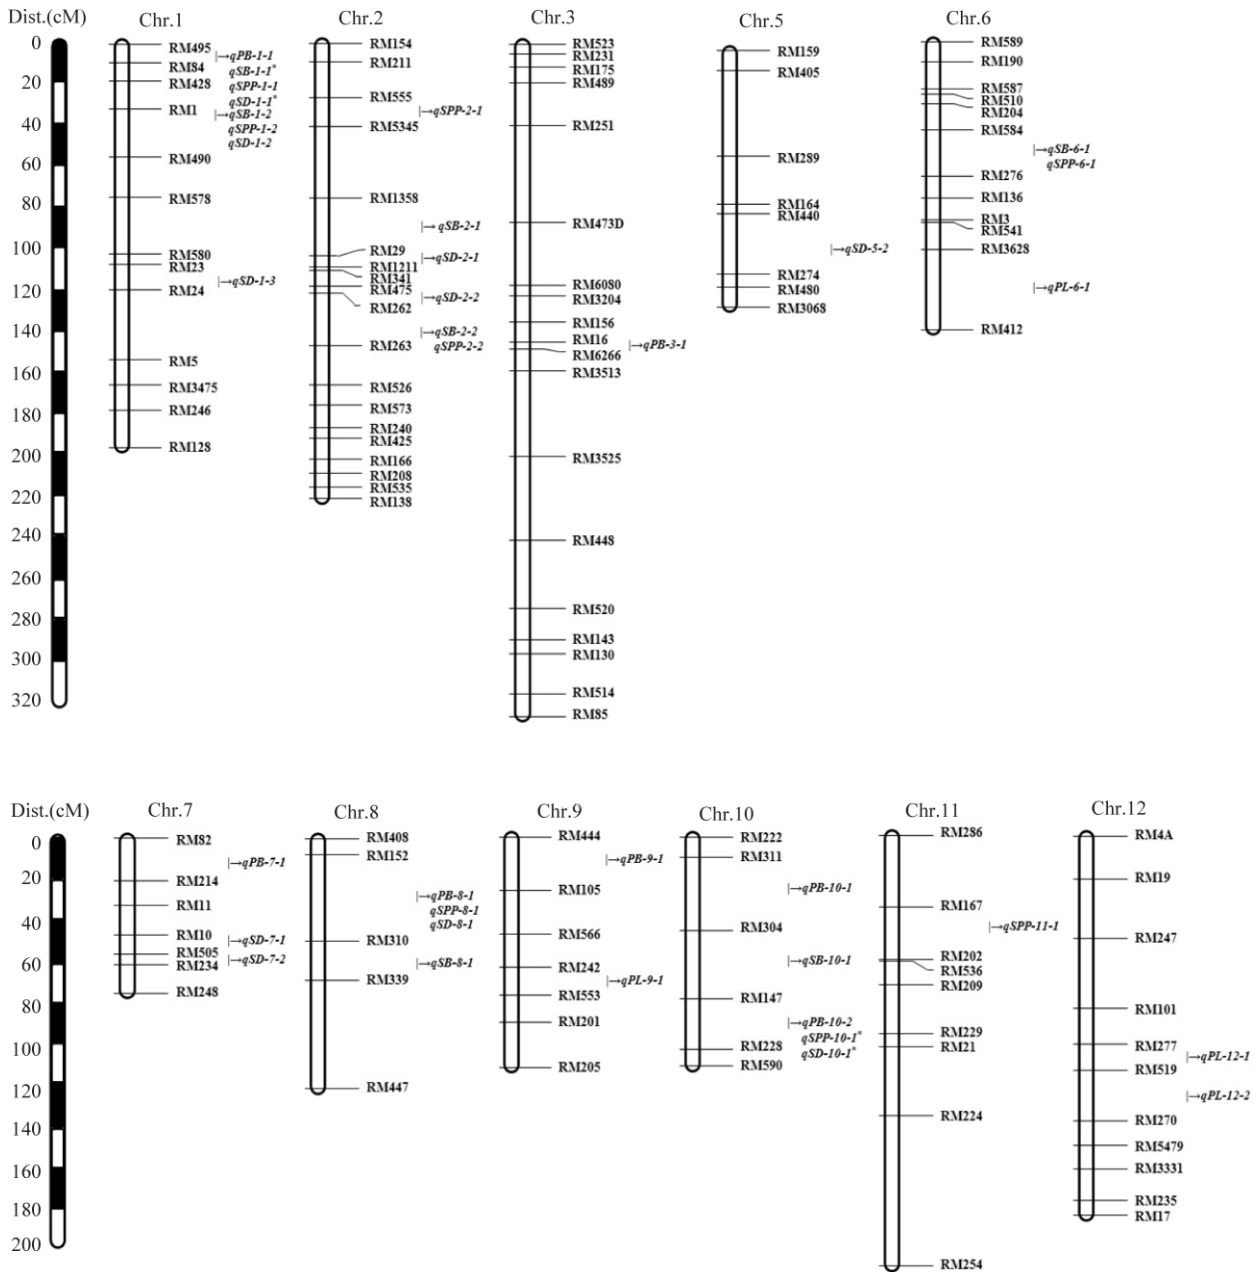 Dist.(cM)
0
20
40
60
80
100
120
140
160
180
200
220
240
260
280
300
320
Chr.1
RM495
RM84
RM428
RM1
RM490
RM578
RM580
RM23
RM24
RM5
RM3475
RM246
RM128
|→qPB-1-1
qSB-1-1*
qSPP-1-1
qSD-1-1*
|→qSB-1-2
qSPP-1-2
qSD-1-2
|→qSD-1-3
Chr.2
RM154
RM211
RM555
RM5345
RM1358
RM29
RM1211
RM341
RM475
RM262
RM263
RM526
RM573
RM240
RM425
RM166
RM208
RM535
RM138
|→qSPP-2-1
|→qSB-2-1
|→qSD-2-1
|→qSD-2-2
|→qSB-2-2
qSPP-2-2
Chr.3
RM523
RM231
RM175
RM489
RM251
RM473D
RM6080
RM3204
RM156
RM16
RM6266
RM3513
RM3525
RM448
RM520
RM143
RM130
RM514
RM85
|→qPB-3-1
Chr.5
RM159
RM405
RM289
RM164
RM440
RM274
RM480
RM3068
|→qSD-5-2
Chr.6
RM589
RM190
RM587
RM510
RM204
RM584
RM276
RM136
RM3
RM541
RM3628
RM412
|→qSB-6-1
qSPP-6-1
|→qPL-6-1
Dist.(cM)
0
20
40
60
80
100
120
140
160
180
200
Chr.7
RM82
RM214
RM11
RM10
RM505
RM234
RM248
|→qPB-7-1
|→qSD-7-1
|→qSD-7-2
Chr.8
RM408
RM152
RM310
RM339
RM447
|→qPB-8-1
qSPP-8-1
qSD-8-1
|→qSB-8-1
Chr.9
RM444
RM105
RM566
RM242
RM553
RM201
RM205
|→qPB-9-1
|→qPL-9-1
Chr.10
RM222
RM311
RM304
RM147
RM228
RM590
|→qPB-10-1
|→qSB-10-1
|→qPB-10-2
qSPP-10-1*
qSD-10-1*
Chr.11
RM286
RM167
RM202
RM536
RM209
RM229
RM21
RM224
RM254
|→qSPP-11-1
Chr.12
RM4A
RM19
RM247
RM101
RM277
RM519
RM270
RM5479
RM3331
RM235
RM17
|→qPL-12-1
|→qPL-12-2